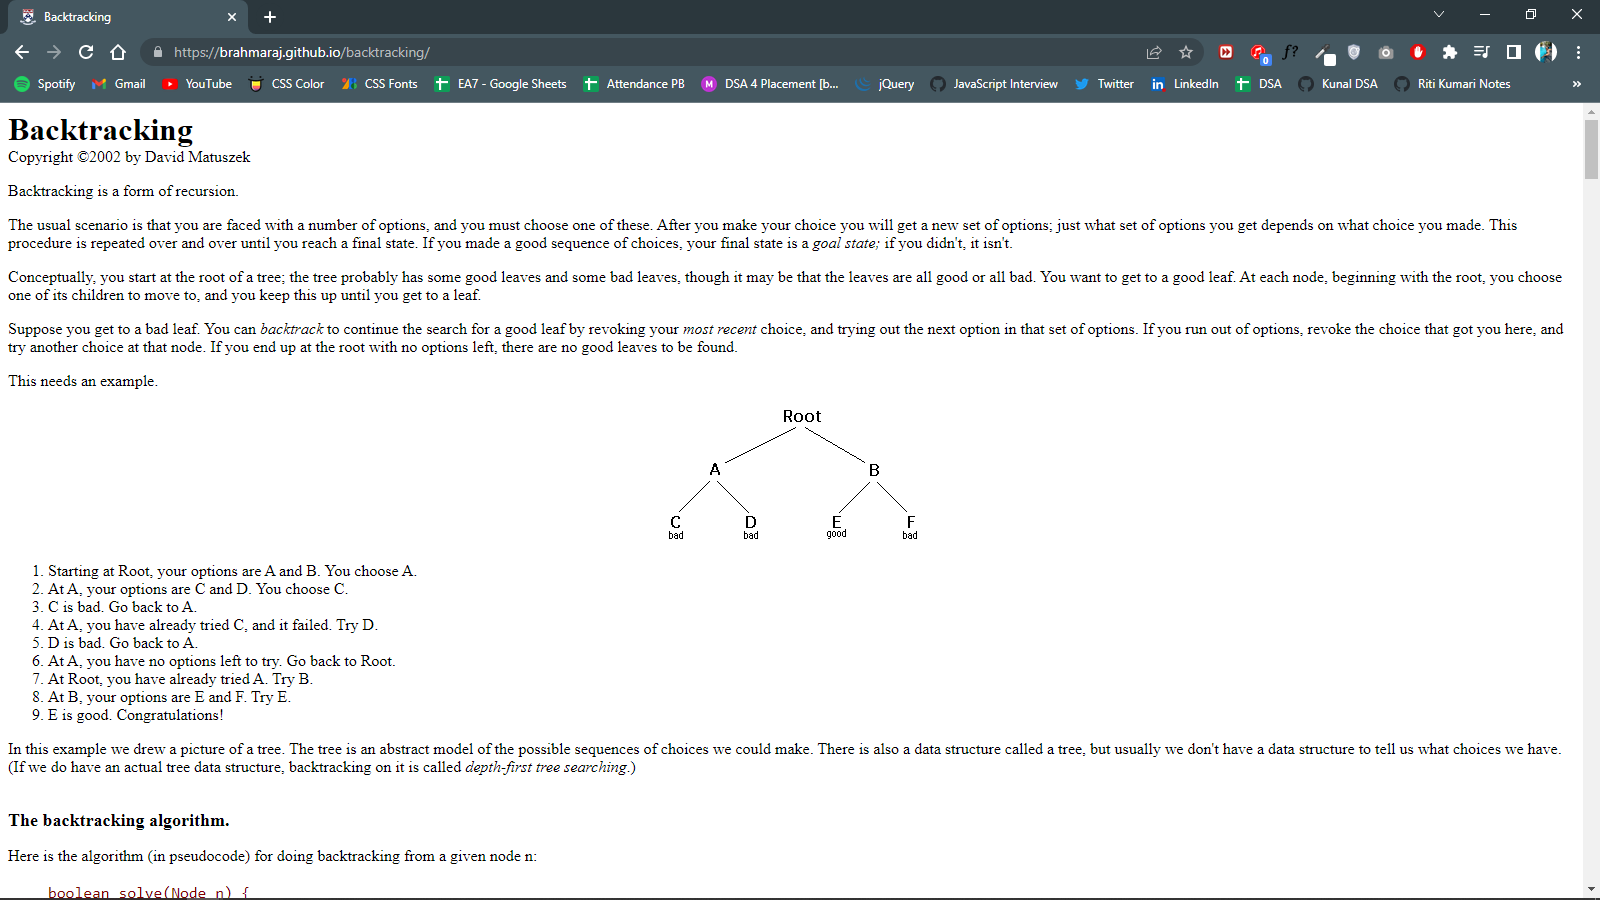 Backtracking
https://brahmaraj.github.io/backtracking/
0
f?
Spotify
Gmail
YouTube
CSS Color
CSS Fonts
EA7 - Google Sheets
Attendance PB
M
DSA 4 Placement [b...
jQuery
JavaScript Interview
Twitter
in
LinkedIn
DSA
Kunal DSA
Riti Kumari Notes
»
Backtracking
Copyright ©2002 by David Matuszek
Backtracking is a form of recursion.
The usual scenario is that you are faced with a number of options, and you must choose one of these. After you make your choice you will get a new set of options; just what set of options you get depends on what choice you made. This
procedure is repeated over and over until you reach a final state. If you made a good sequence of choices, your final state is a goal state; if you didn't, it isn't.
Conceptually, you start at the root of a tree; the tree probably has some good leaves and some bad leaves, though it may be that the leaves are all good or all bad. You want to get to a good leaf. At each node, beginning with the root, you choose
one of its children to move to, and you keep this up until you get to a leaf.
Suppose you get to a bad leaf. You can backtrack to continue the search for a good leaf by revoking your most recent choice, and trying out the next option in that set of options. If you run out of options, revoke the choice that got you here, and
try another choice at that node. If you end up at the root with no options left, there are no good leaves to be found.
This needs an example.
Root
A B
C D E F
bad bad good bad
1. Starting at Root, your options are A and B. You choose A.
2. At A, your options are C and D. You choose C.
3. C is bad. Go back to A.
4. At A, you have already tried C, and it failed. Try D.
5. D is bad. Go back to A.
6. At A, you have no options left to try. Go back to Root.
7. At Root, you have already tried A. Try B.
8. At B, your options are E and F. Try E.
9. E is good. Congratulations!
In this example we drew a picture of a tree. The tree is an abstract model of the possible sequences of choices we could make. There is also a data structure called a tree, but usually we don't have a data structure to tell us what choices we have.
(If we do have an actual tree data structure, backtracking on it is called depth-first tree searching.)
The backtracking algorithm.
Here is the algorithm (in pseudocode) for doing backtracking from a given node n:
boolean solve(Node n) {